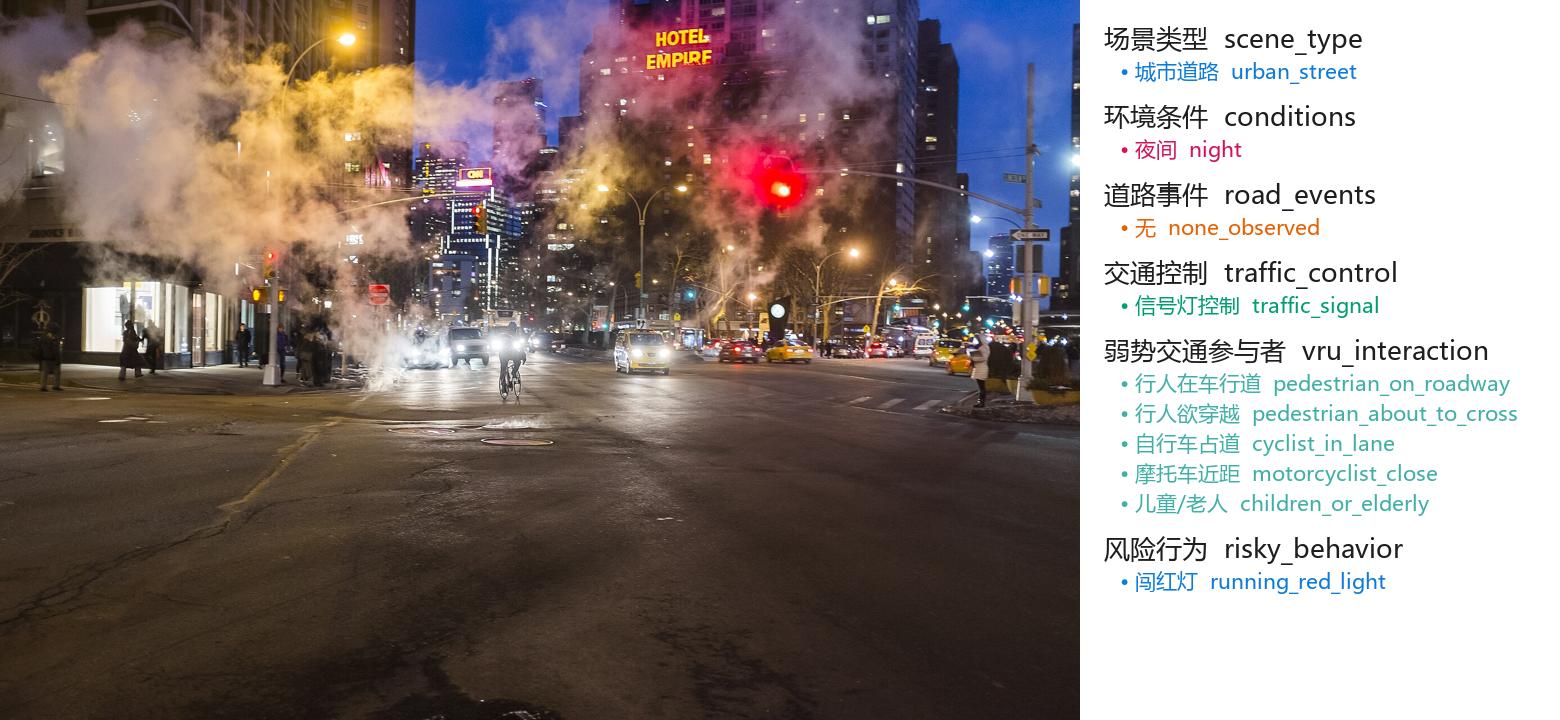 HOTEL
EMPIRE
CNN
ONE WAY
场景类型 scene_type
• 城市道路 urban_street
环境条件 conditions
• 夜间 night
道路事件 road_events
• 无 none_observed
交通控制 traffic_control
• 信号灯控制 traffic_signal
弱势交通参与者 vru_interaction
• 行人在车行道 pedestrian_on_roadway
• 行人欲穿越 pedestrian_about_to_cross
• 自行车占道 cyclist_in_lane
• 摩托车近距 motorcyclist_close
• 儿童/老人 children_or_elderly
风险行为 risky_behavior
• 闯红灯 running_red_light